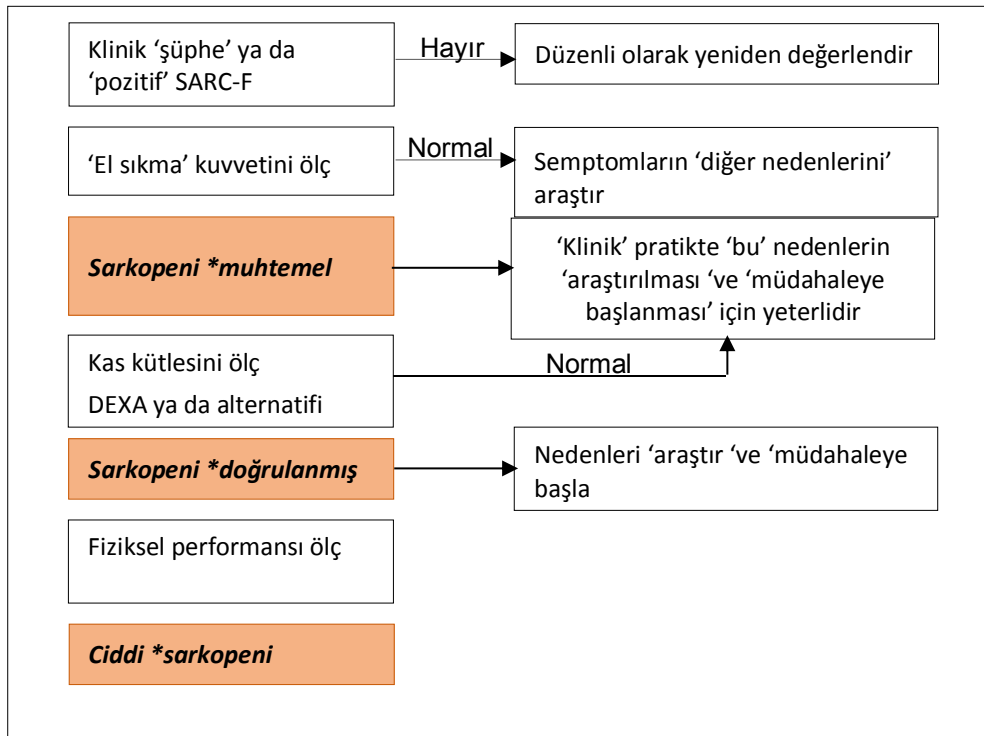 Klinik ‘şüphe’ ya da
‘pozitif’ SARC-F
Hayır
Düzenli olarak yeniden değerlendir
‘El sıkma’ kuvvetini ölç
Normal
Semptomların ‘diğer nedenlerini’
araştır
Sarkopeni *muhtemel
‘Klinik’ pratikte ‘bu’ nedenlerin
‘araştırılması ‘ve ‘müdahaleye
başlanması’ için yeterlidir
Kas kütlesini ölç
DEXA ya da alternatifi
Normal
Sarkopeni *doğrulanmış
Nedenleri ‘araştır ‘ve ‘müdahaleye
başla
Fiziksel performansı ölç
Ciddi *sarkopeni